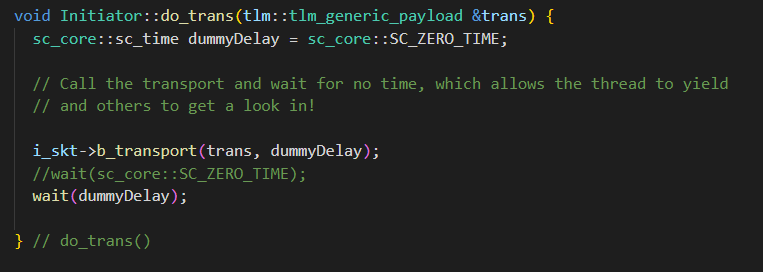 void Initiator::do_trans(tlm::tlm_generic_payload &trans) {
  sc_core::sc_time dummyDelay = sc_core::SC_ZERO_TIME;

  // Call the transport and wait for no time, which allows the thread to yield
  // and others to get a look in!

  i_skt->b_transport(trans, dummyDelay);
  //wait(sc_core::SC_ZERO_TIME);
  wait(dummyDelay);

} // do_trans()